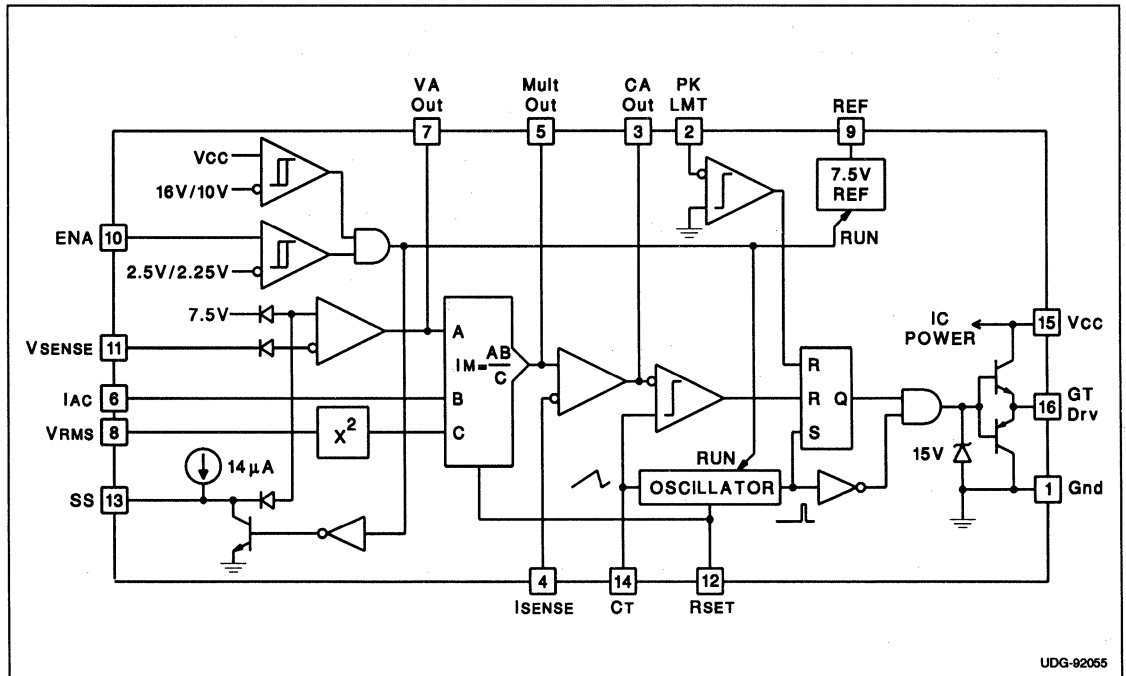 VA Out
7
Mult Out
5
CA Out
3
PK LMT
2
REF
9
VCC
16V/10V
7.5V REF
ENA 10
RUN
2.5V/2.25V
7.5V
VSENSE 11
A
IM=AB/C
IC POWER
15 VCC
IAC 6
B
R
R Q
S
16 GT Drv
VRMS 8
X²
C
15V
14µA
RUN
SS 13
OSCILLATOR
1 Gnd
4
14
12
ISENSE
CT
RSET
UDG-92055